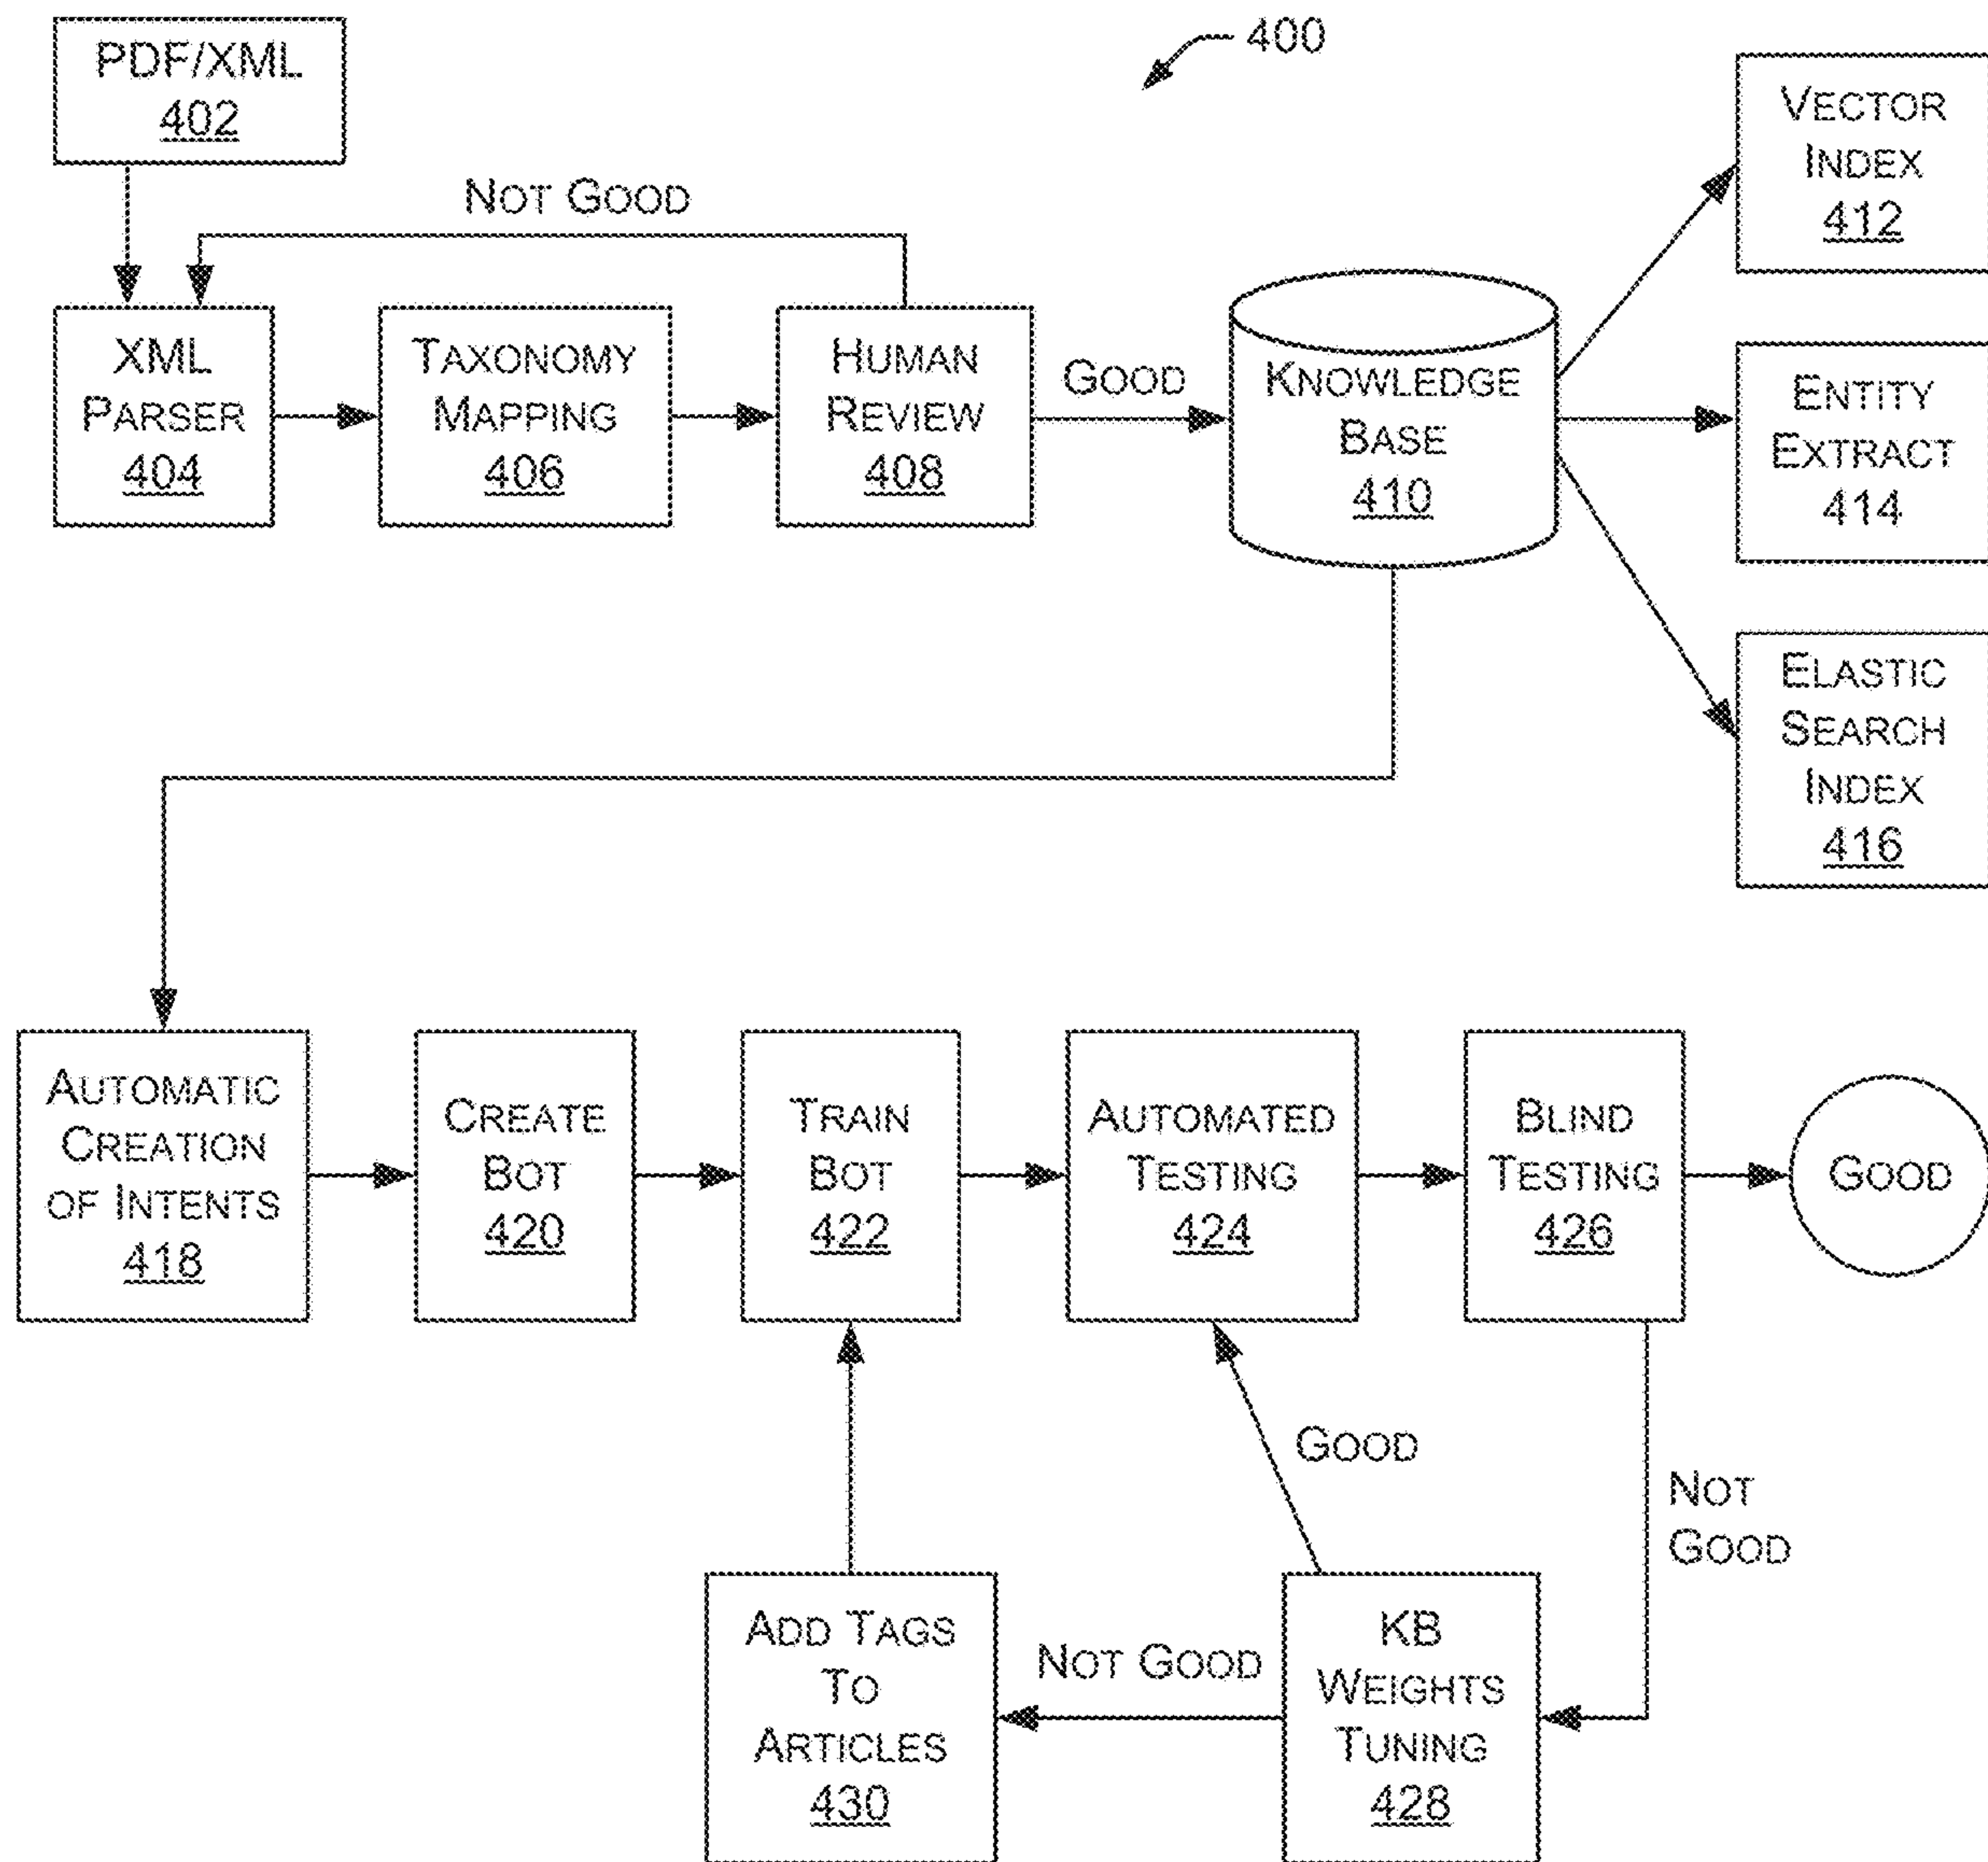 PDF/XML
402
400
VECTOR
INDEX
412
NOT GOOD
XML
PARSER
404
TAXONOMY
MAPPING
406
HUMAN
REVIEW
408
GOOD
KNOWLEDGE
BASE
410
ENTITY
EXTRACT
414
ELASTIC
SEARCH
INDEX
416
AUTOMATIC
CREATION
OF INTENTS
418
CREATE
BOT
420
TRAIN
BOT
422
AUTOMATED
TESTING
424
BLIND
TESTING
426
GOOD
GOOD
NOT
GOOD
ADD TAGS
TO
ARTICLES
430
NOT GOOD
KB
WEIGHTS
TUNING
428